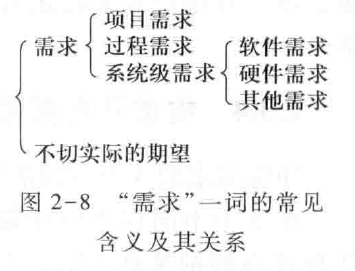 项目需求
需求 过程需求 软件需求
系统级需求 硬件需求
其他需求
不切实际的期望
图 2-8 “需求”一词的常见
含义及其关系